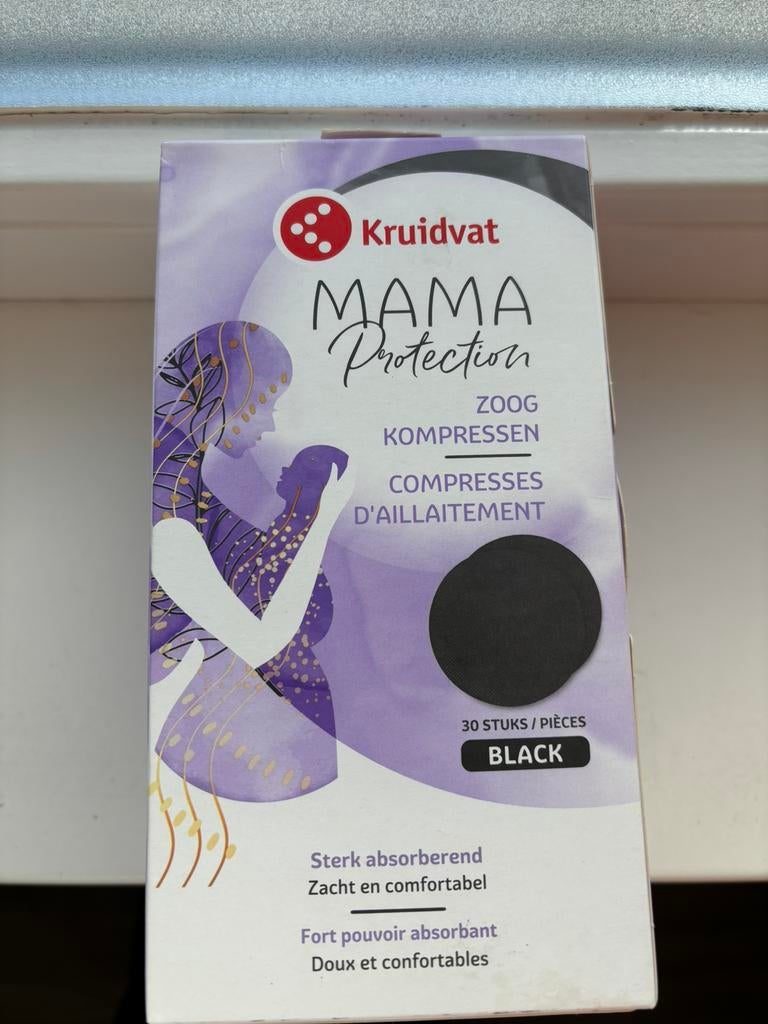 Kruidvat
MAMA
Protection
ZOOG
KOMPRESSEN
COMPRESSES
D'AILLAITEMENT
30 STUKS / PIÈCES
BLACK
Sterk absorberend
Zacht en comfortabel
Fort pouvoir absorbant
Doux et confortables